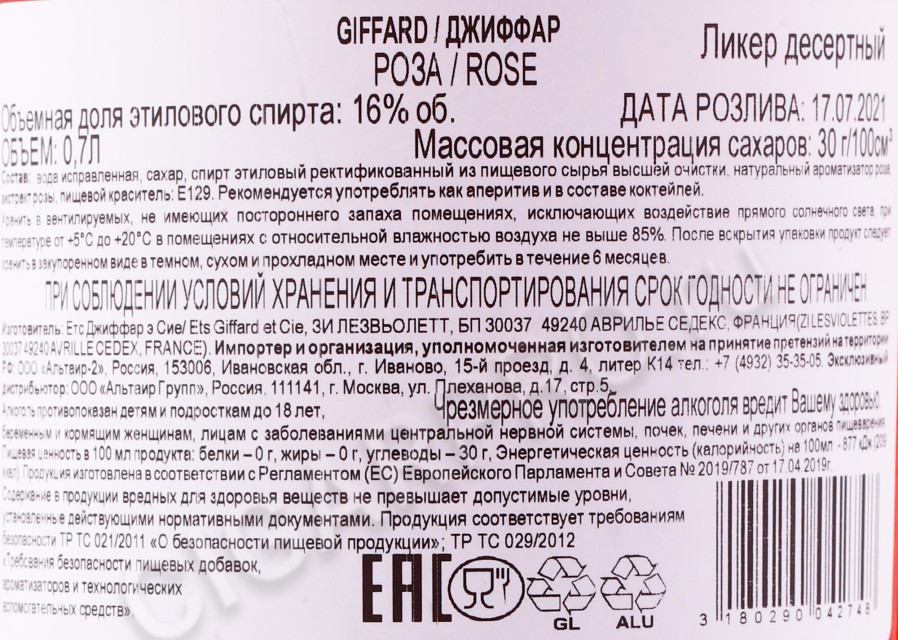 GIFFARD / ДЖИФФАР
РОЗА / ROSE
Ликер десертный
Объемная доля этилового спирта: 16% об.
ДАТА РОЗЛИВА: 17.07.2021
ОБЪЕМ: 0,7Л
Массовая концентрация сахаров: 30 г/100см³
Состав: вода исправленная, сахар, спирт этиловый ректификованный из пищевого сырья высшей очистки, натуральный ароматизатор роза,
экстракт розы, пищевой краситель: Е129. Рекомендуется употреблять как аперитив и в составе коктейлей.
Хранить в вентилируемых, не имеющих постороннего запаха помещениях, исключающих воздействие прямого солнечного света, при
температуре от +5°С до +20°С в помещениях с относительной влажностью воздуха не выше 85%. После вскрытия упаковки продукт следует
хранить в закупоренном виде в темном, сухом и прохладном месте и употребить в течение 6 месяцев.
ПРИ СОБЛЮДЕНИИ УСЛОВИЙ ХРАНЕНИЯ И ТРАНСПОРТИРОВАНИЯ СРОК ГОДНОСТИ НЕ ОГРАНИЧЕН
Изготовитель: Етс Джиффар э Сие/ Ets Giffard et Cie, ЗИ ЛЕЗВЬОЛЕТТ, БП 30037 49240 АВРИЛЬЕ СЕДЕКС, ФРАНЦИЯ(ZI LES VIOLETTES, BP
30037 49240 AVRILLE CEDEX, FRANCE). Импортер и организация, уполномоченная изготовителем на принятие претензий на территории
РФ: ООО «Альтвир-2», Россия, 153006, Ивановская обл., г. Иваново, 15-й проезд, д. 4, литер К14 тел.: +7 (4932) 35-35-05. Эксклюзивный
дистрибьютор: ООО «Альтаир Групп», Россия, 111141, г. Москва, ул. Плеханова, д.17, стр.5.
Алкоголь противопоказан детям и подросткам до 18 лет,
Чрезмерное употребление алкоголя вредит Вашему здоровью.
беременным и кормящим женщинам, лицам с заболеваниями центральной нервной системы, почек, печени и других органов пищеварения.
Пищевая ценность в 100 мл продукта: белки – 0 г, жиры – 0 г, углеводы – 30 г, Энергетическая ценность (калорийность) на 100мл - 877 кДж (209
ккал). Продукция изготовлена в соответствии с Регламентом (ЕС) Европейского Парламента и Совета № 2019/787 от 17.04 2019г.
Содержание в продукции вредных для здоровья веществ не превышает допустимые уровни,
установленные действующими нормативными документами. Продукция соответствует требованиям
безопасности ТР ТС 021/2011 «О безопасности пищевой продукции»; ТР ТС 029/2012
«Требования безопасности пищевых добавок,
ароматизаторов и технологических
вспомогательных средств».
EAC
GL
ALU
3 180290 042748